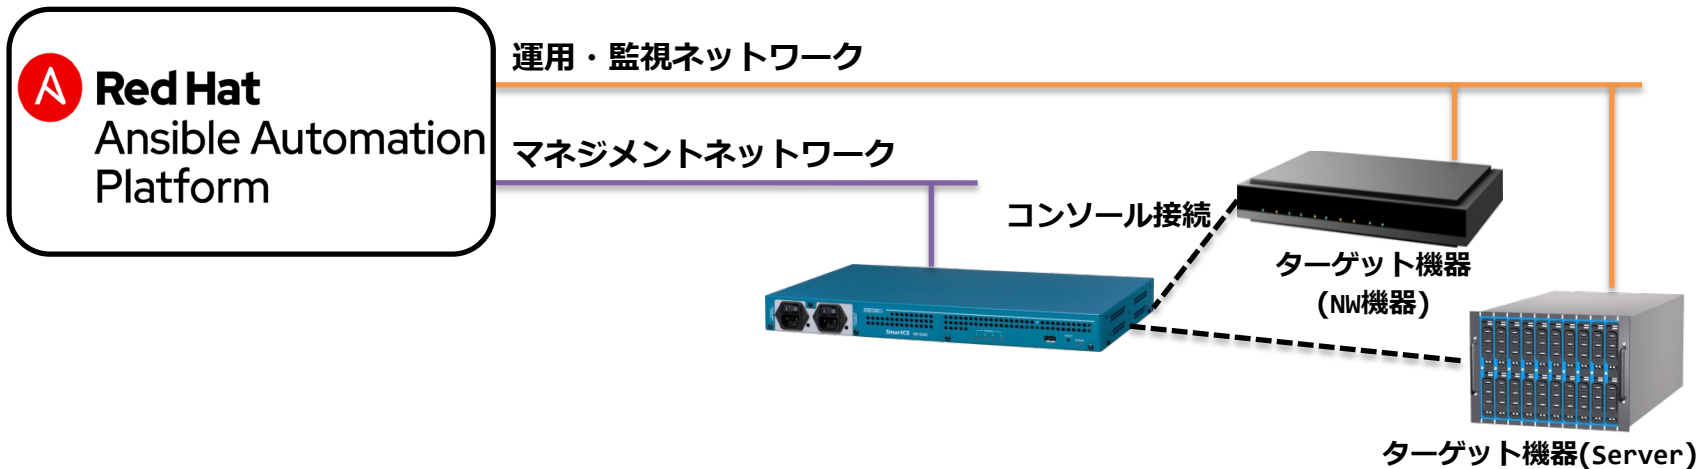 運用・監視ネットワーク
Red Hat
Ansible Automation
Platform
マネジメントネットワーク
コンソール接続
ターゲット機器
(NW機器)
SEIKO
SmartCS
ターゲット機器(Server)